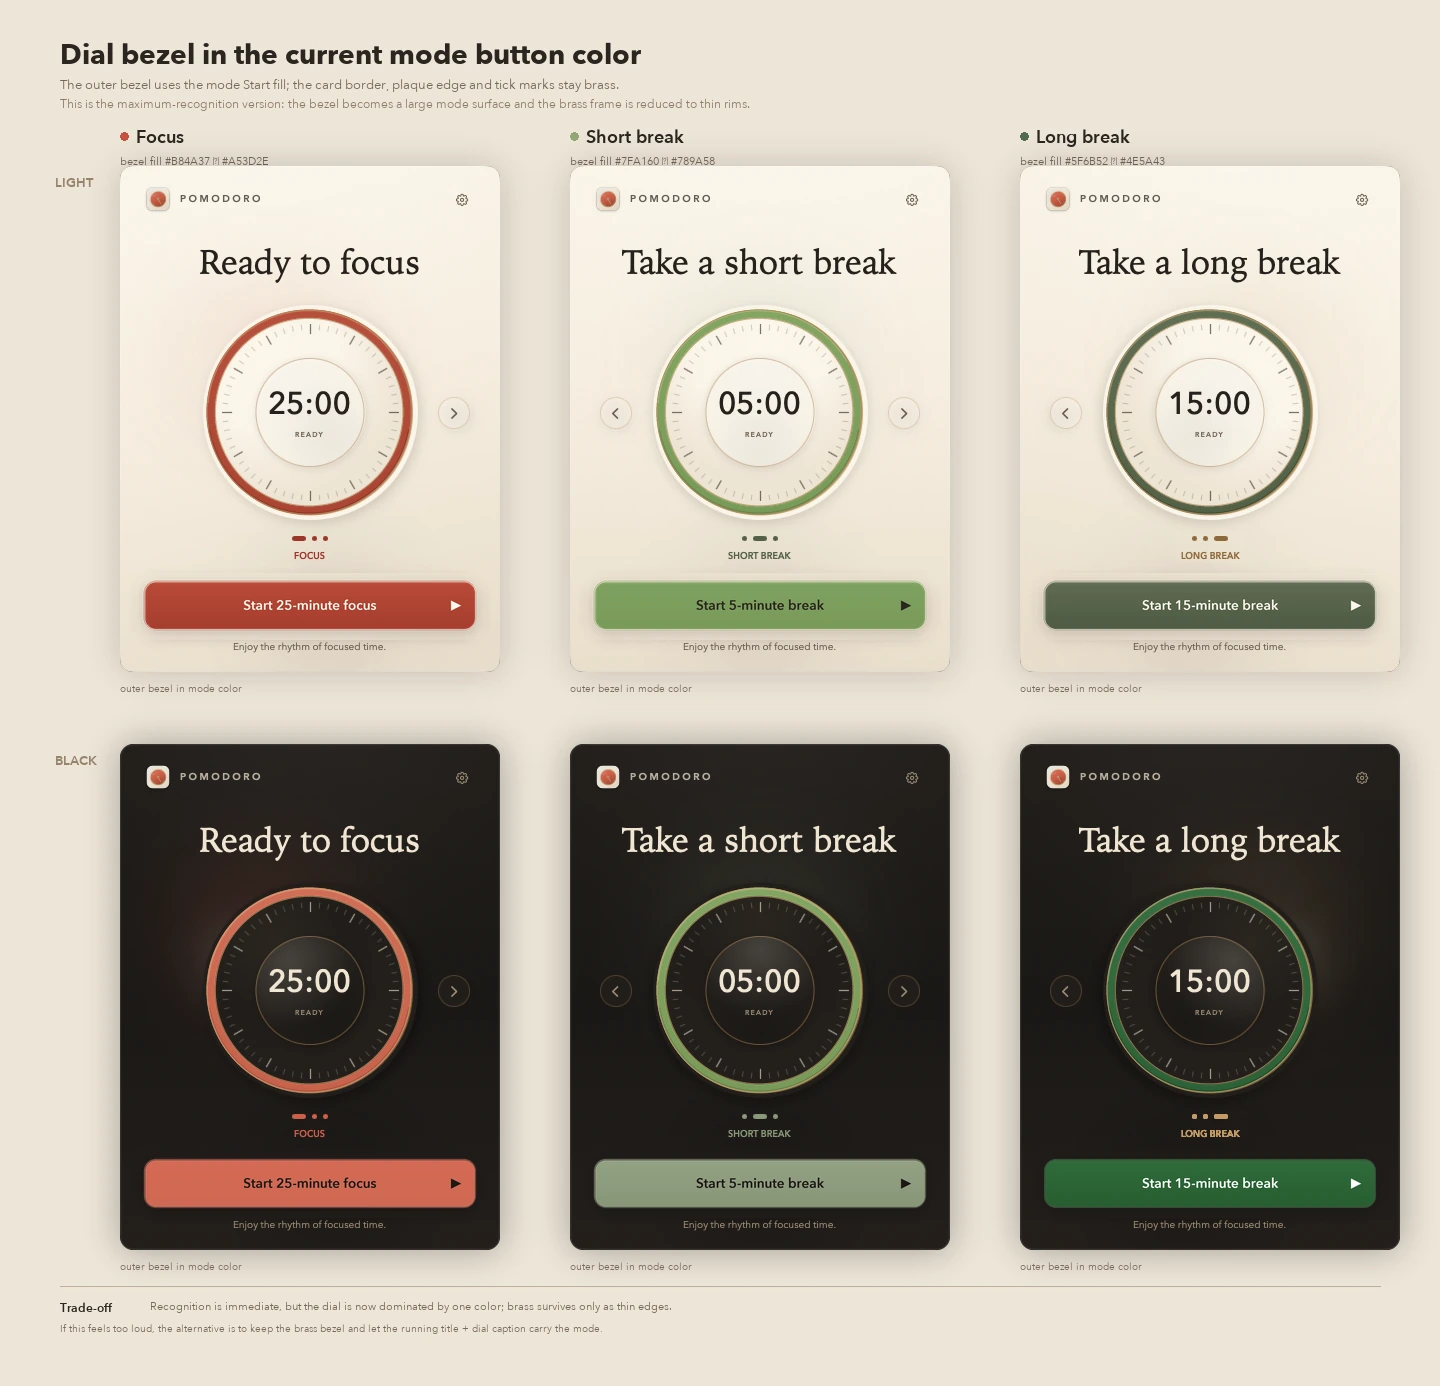 Dial bezel in the current mode button color
The outer bezel uses the mode Start fill; the card border, plaque edge and tick marks stay brass.
This is the maximum-recognition version: the bezel becomes a large mode surface and the brass frame is reduced to thin rims.
Focus
bezel fill #B84A37 #A53D2E
Short break
bezel fill #7FA160 #789A58
Long break
bezel fill #5F6B52 #4E5A43
LIGHT
POMODORO
Ready to focus
25:00
READY
FOCUS
Start 25-minute focus
Enjoy the rhythm of focused time.
outer bezel in mode color
POMODORO
Take a short break
05:00
READY
SHORT BREAK
Start 5-minute break
Enjoy the rhythm of focused time.
outer bezel in mode color
POMODORO
Take a long break
15:00
READY
LONG BREAK
Start 15-minute break
Enjoy the rhythm of focused time.
outer bezel in mode color
BLACK
POMODORO
Ready to focus
25:00
READY
FOCUS
Start 25-minute focus
Enjoy the rhythm of focused time.
outer bezel in mode color
POMODORO
Take a short break
05:00
READY
SHORT BREAK
Start 5-minute break
Enjoy the rhythm of focused time.
outer bezel in mode color
POMODORO
Take a long break
15:00
READY
LONG BREAK
Start 15-minute break
Enjoy the rhythm of focused time.
outer bezel in mode color
Trade-off
Recognition is immediate, but the dial is now dominated by one color; brass survives only as thin edges.
If this feels too loud, the alternative is to keep the brass bezel and let the running title + dial caption carry the mode.